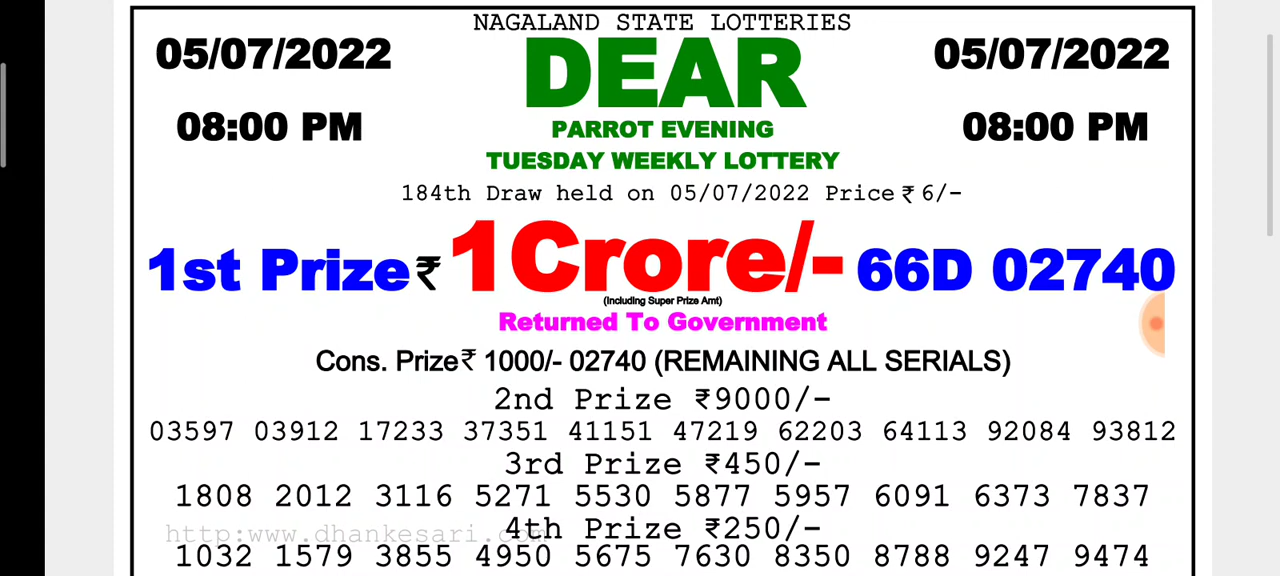 NAGALAND STATE LOTTERIES
05/07/2022 DEAR 05/07/2022
08:00 PM PARROT EVENING 08:00 PM
TUESDAY WEEKLY LOTTERY
184th Draw held on 05/07/2022 Price ₹ 6/-
1st Prize ₹ 1Crore/- 66D 02740
(Including Super Prize Amt)
Returned To Government
Cons. Prize ₹ 1000/- 02740 (REMAINING ALL SERIALS)
2nd Prize ₹9000/-
03597 03912 17233 37351 41151 47219 62203 64113 92084 93812
3rd Prize ₹450/-
1808 2012 3116 5271 5530 5877 5957 6091 6373 7837
http:www.dhankesari.com
4th Prize ₹250/-
1032 1579 3855 4950 5675 7630 8350 8788 9247 9474